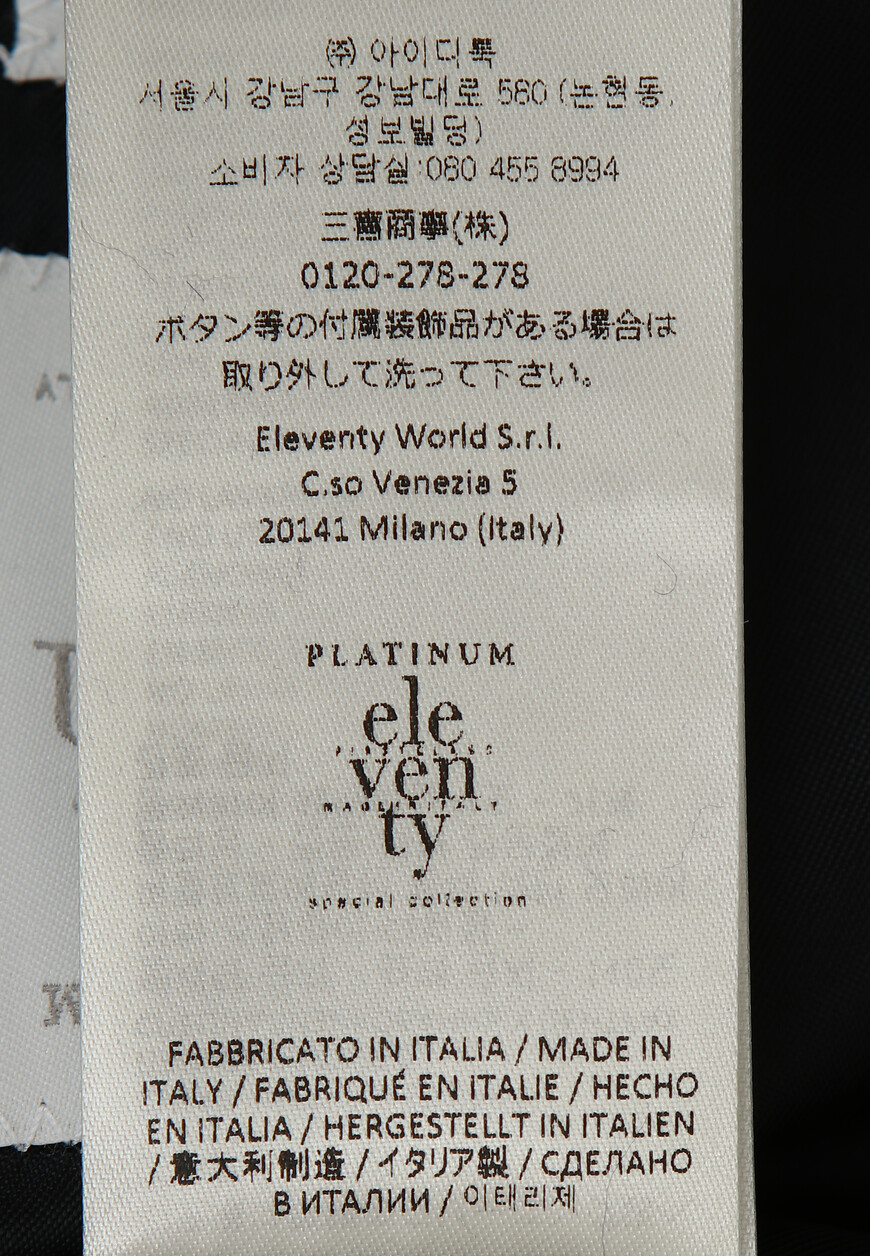 ㈜ 아이디룩
서울시 강남구 강남대로 580 (논현동,
성보빌딩)
소비자 상담실:080 455 8994
三喜商事(株)
0120-278-278
ボタン等の付属装飾品がある場合は
取り外して洗って下さい。
Eleventy World S.r.l.
C.so Venezia 5
20141 Milano (Italy)
PLATINUM
ele
ven
MADE IN ITALY
ty
special collection
FABBRICATO IN ITALIA / MADE IN
ITALY / FABRIQUÉ EN ITALIE / HECHO
EN ITALIA / HERGESTELLT IN ITALIEN
/ 意大利制造 / イタリア製 / СДЕЛАНО
В ИТАЛИИ / 이태리제